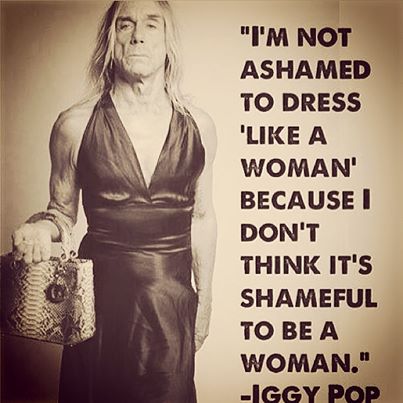 "I'M NOT
ASHAMED
TO DRESS
'LIKE A
WOMAN'
BECAUSE I
DON'T
THINK IT'S
SHAMEFUL
TO BE A
WOMAN."
-IGGY POP